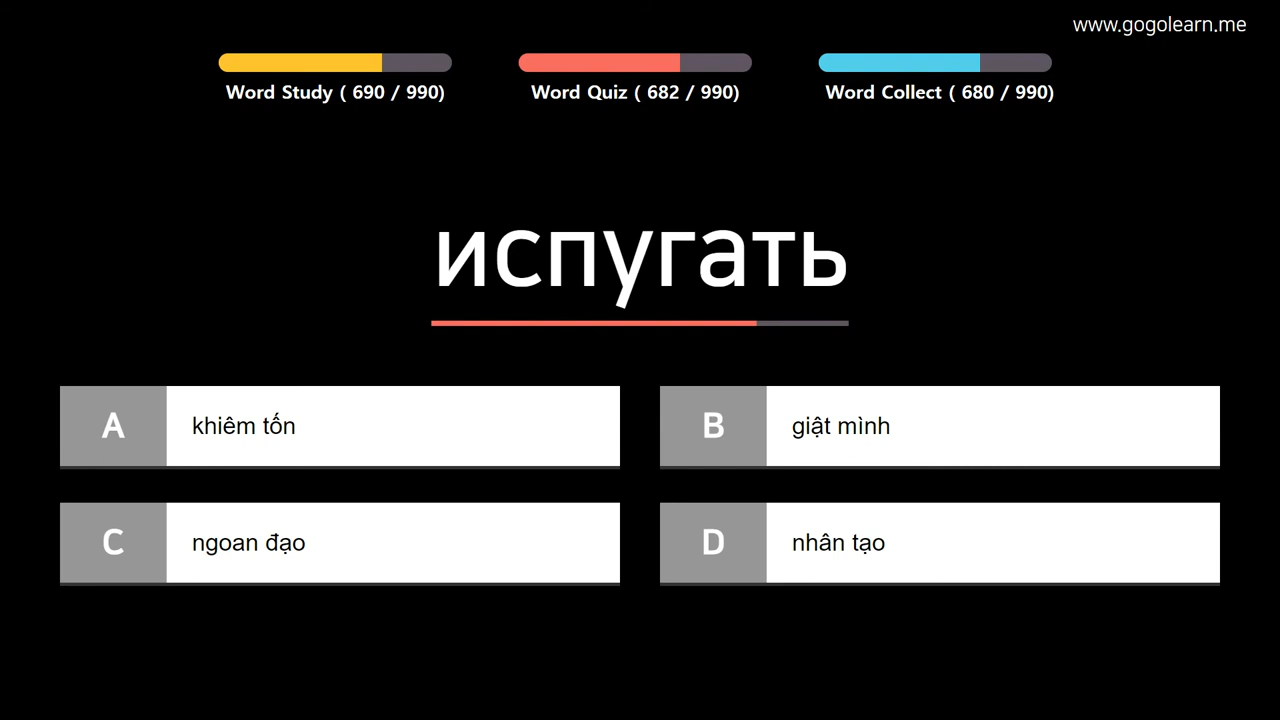 www.gogolearn.me
Word Study ( 690 / 990)
Word Quiz ( 682 / 990)
Word Collect ( 680 / 990)
испугать
A khiêm tốn
B giật mình
C ngoan đạo
D nhân tạo